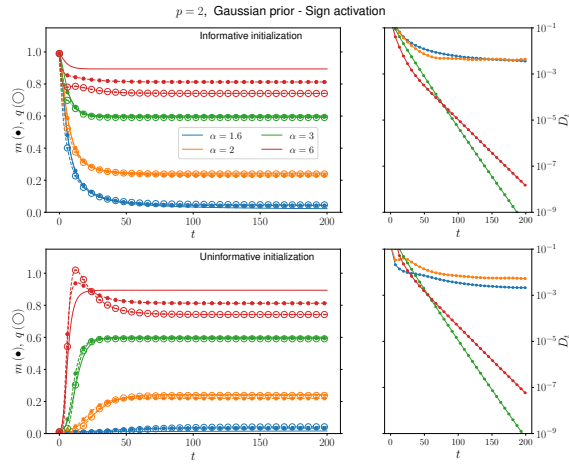 p = 2, Gaussian prior - Sign activation
Informative initialization
m (●), q (○)
1.0
0.8
0.6
0.4
0.2
0.0
α = 1.6
α = 2
α = 3
α = 6
0
50
100
150
200
t
10⁻¹
10⁻³
10⁻⁵
10⁻⁷
10⁻⁹
D_t
0
50
100
150
200
t
Uninformative initialization
m (●), q (○)
1.0
0.8
0.6
0.4
0.2
0.0
0
50
100
150
200
t
10⁻¹
10⁻³
10⁻⁵
10⁻⁷
10⁻⁹
D_t
0
50
100
150
200
t